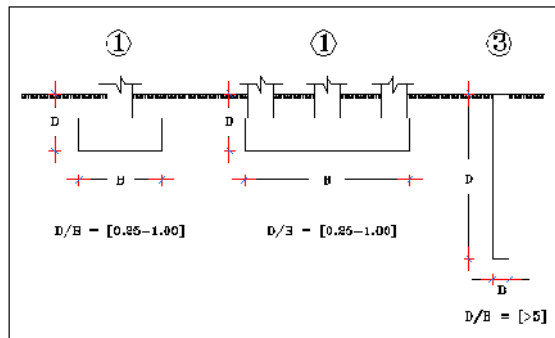 1 1 3
D D D
B B
D/B = [0.25-1.00] D/B = [0.25-1.00]
B
D/B = [>5]